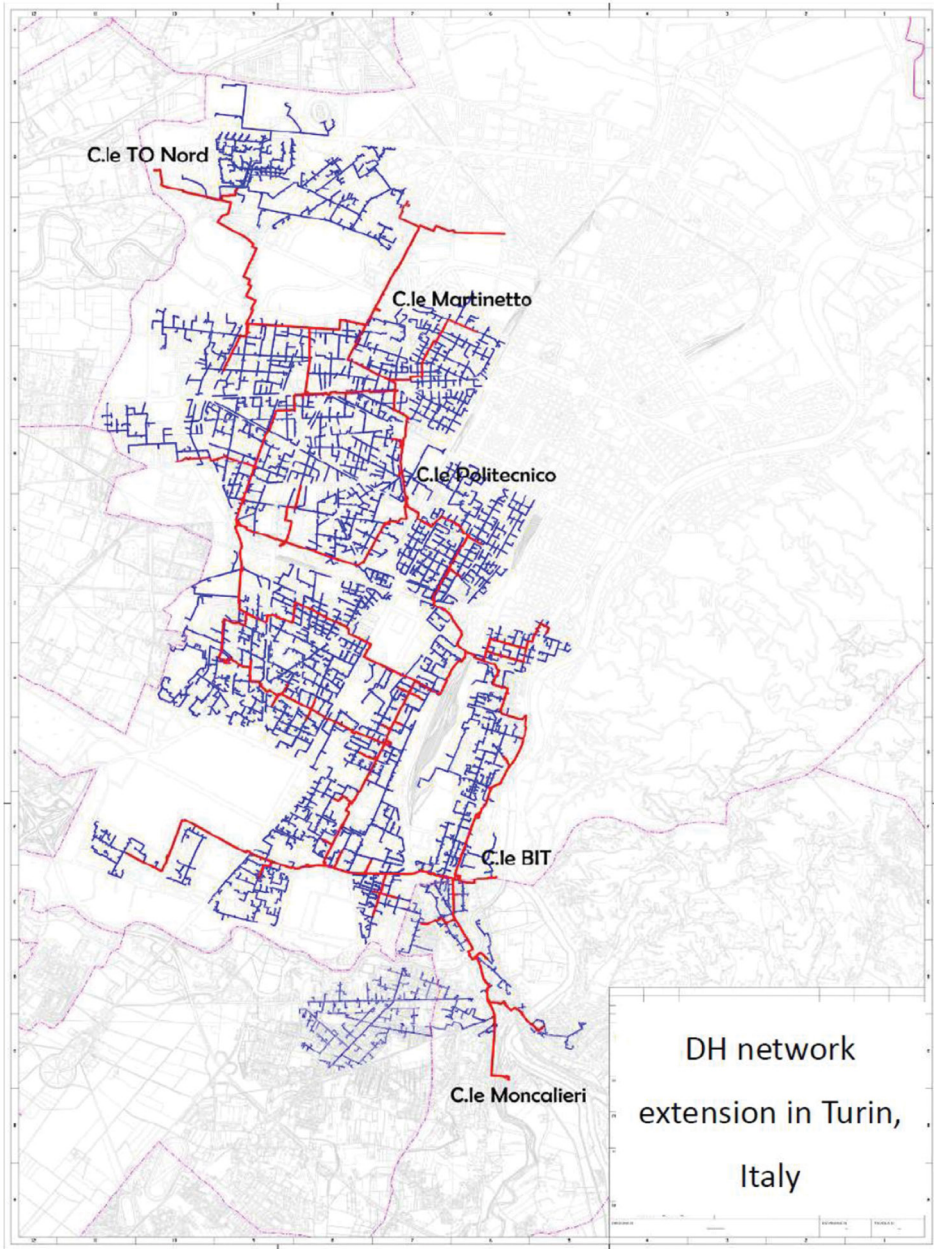 C.le TO Nord
C.le Martinetto
C.le Politecnico
C.le BIT
C.le Moncalieri
DH network
extension in Turin,
Italy